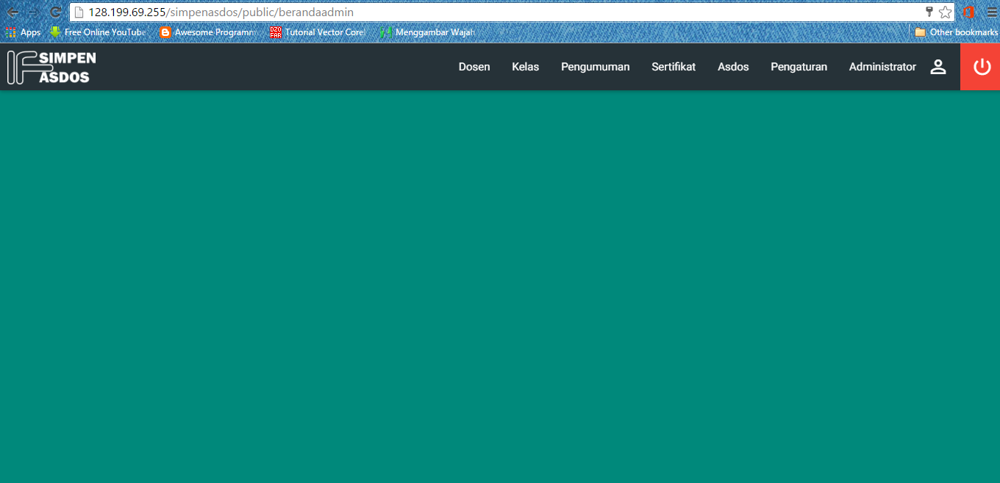 128.199.69.255/simpenasdos/public/berandaadmin
Apps Free Online YouTube Awesome Programm Tutorial Vector Corel Menggambar Wajah Other bookmarks
IF SIMPEN ASDOS
Dosen Kelas Pengumuman Sertifikat Asdos Pengaturan Administrator